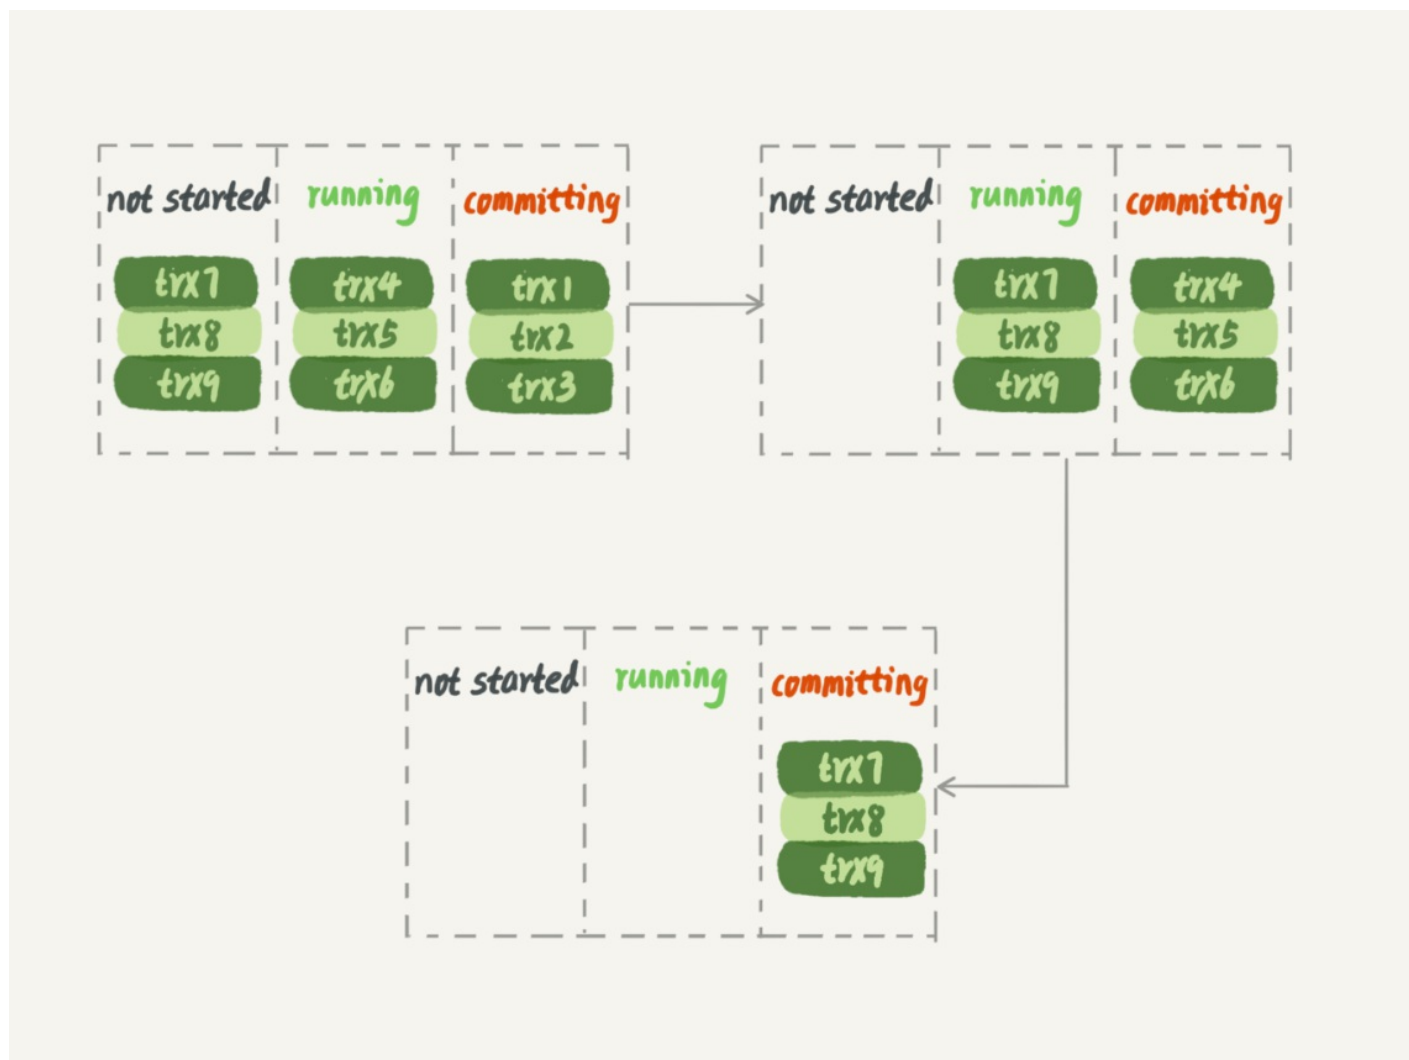 not started running committing
trx7 trx4 trx1
trx8 trx5 trx2
trx9 trx6 trx3
not started running committing
trx7 trx4
trx8 trx5
trx9 trx6
not started running committing
trx7
trx8
trx9